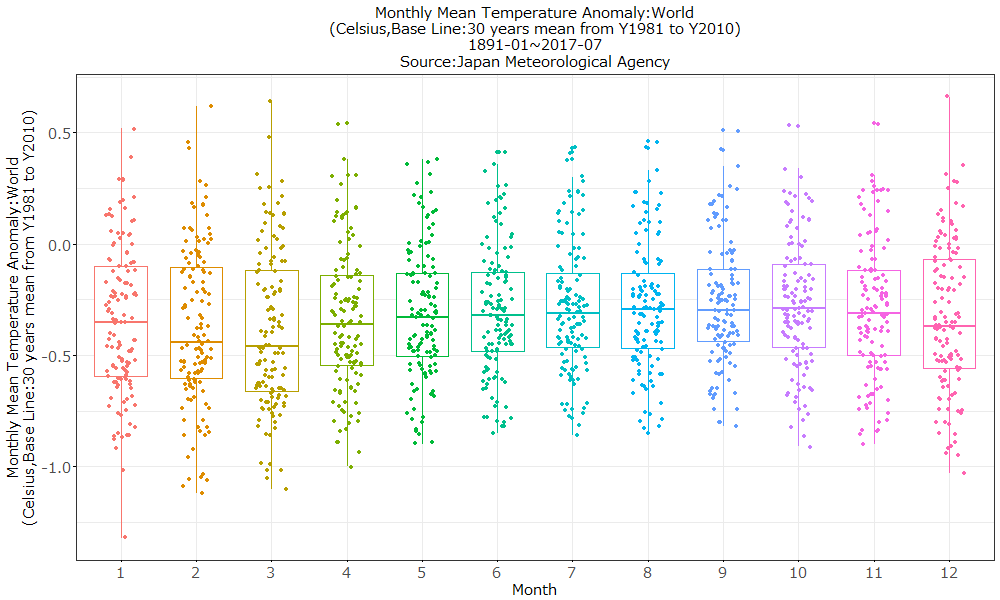 Monthly Mean Temperature Anomaly:World
(Celsius,Base Line:30 years mean from Y1981 to Y2010)
1891-01~2017-07
Source:Japan Meteorological Agency
Monthly Mean Temperature Anomaly:World
(Celsius,Base Line:30 years mean from Y1981 to Y2010)
0.5
0.0
-0.5
-1.0
1 2 3 4 5 6 7 8 9 10 11 12
Month